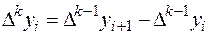 Δ^k y_i = Δ^{k-1} y_{i+1} − Δ^{k-1} y_i